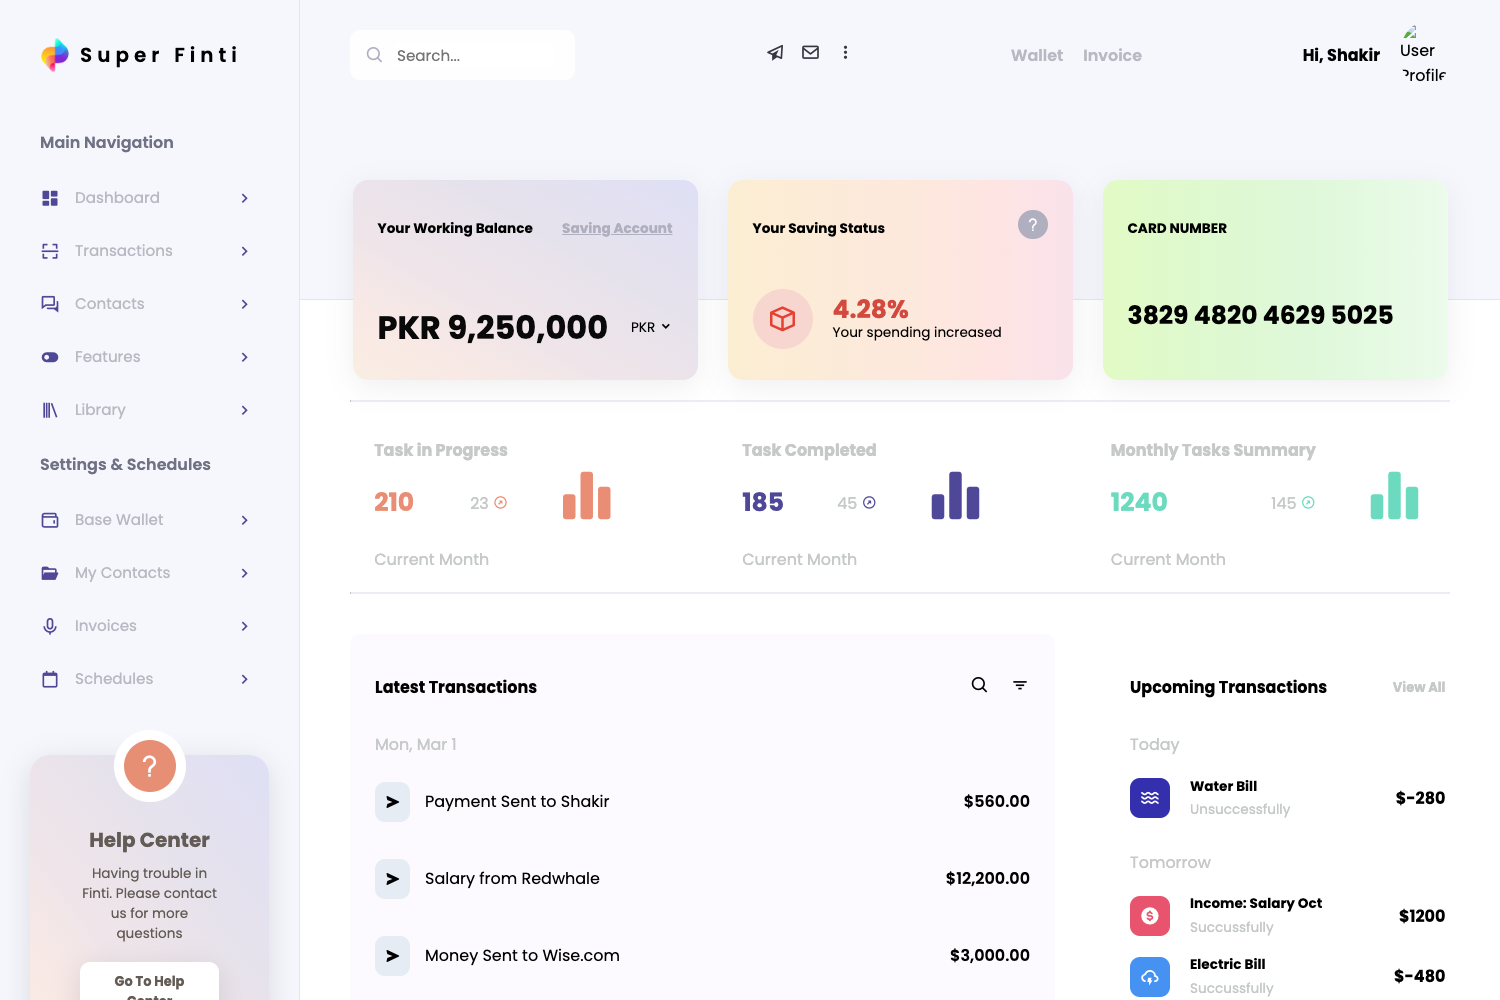 Super Finti
Search...
Wallet
Invoice
Hi, Shakir
User
Profile
Main Navigation
Dashboard
Transactions
Contacts
Features
Library
Settings & Schedules
Base Wallet
My Contacts
Invoices
Schedules
?
Help Center
Having trouble in
Finti. Please contact
us for more
questions
Go To Help
Center
Your Working Balance
Saving Account
PKR 9,250,000
PKR
Your Saving Status
?
4.28%
Your spending increased
CARD NUMBER
3829 4820 4629 5025
Task in Progress
210
23
Current Month
Task Completed
185
45
Current Month
Monthly Tasks Summary
1240
145
Current Month
Latest Transactions
Mon, Mar 1
Payment Sent to Shakir
$560.00
Salary from Redwhale
$12,200.00
Money Sent to Wise.com
$3,000.00
Upcoming Transactions
View All
Today
Water Bill
Unsuccessfully
$-280
Tomorrow
Income: Salary Oct
Succussfully
$1200
Electric Bill
Succussfully
$-480